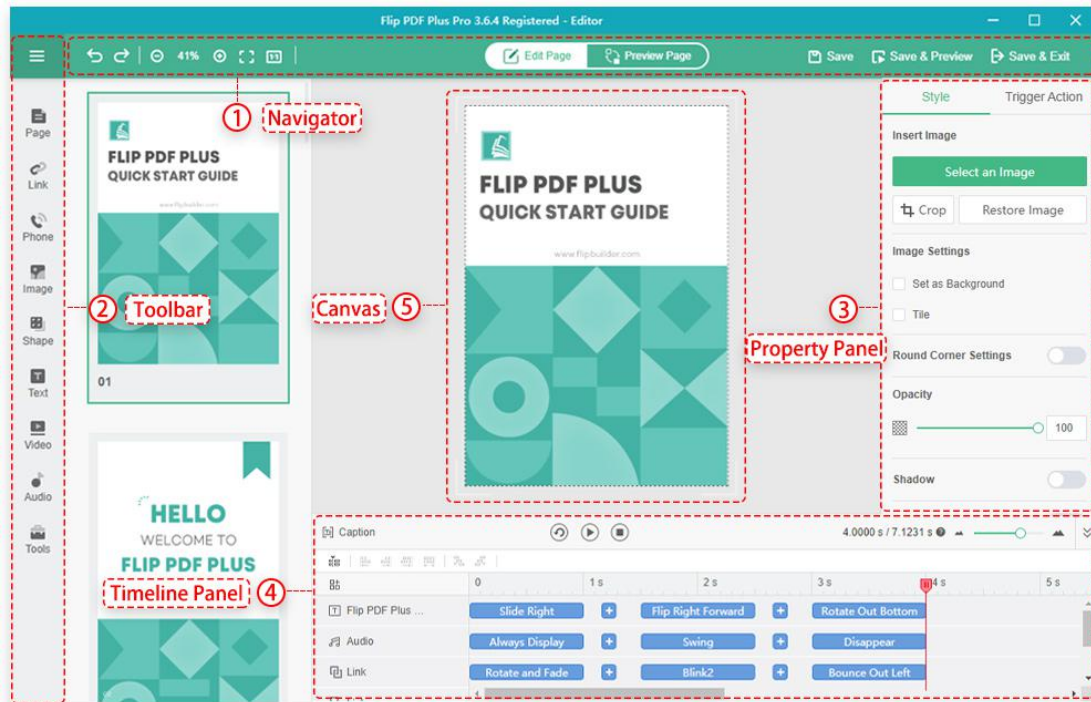 Flip PDF Plus Pro 3.6.4 Registered - Editor
41%
1:1
Edit Page
Preview Page
Save
Save & Preview
Save & Exit
1 Navigator
Page
Link
Phone
Image
Shape
Text
Video
Audio
Tools
2 Toolbar
FLIP PDF PLUS
QUICK START GUIDE
www.flipbuilder.com
01
HELLO
WELCOME TO
FLIP PDF PLUS
Canvas 5
FLIP PDF PLUS
QUICK START GUIDE
www.flipbuilder.com
3
Property Panel
Style
Trigger Action
Insert Image
Select an Image
Crop
Restore Image
Image Settings
Set as Background
Tile
Round Corner Settings
Opacity
100
Shadow
Timeline Panel 4
Caption
4.0000 s / 7.1231 s
0 1 s 2 s 3 s 4 s 5 s
Flip PDF Plus ... Slide Right + Flip Right Forward + Rotate Out Bottom
Audio Always Display + Swing + Disappear
Link Rotate and Fade + Blink2 + Bounce Out Left